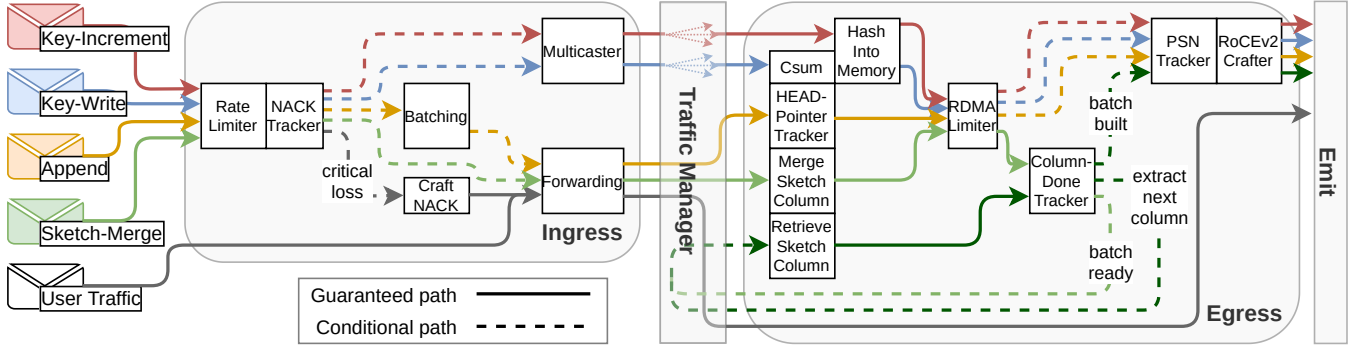 Key-Increment
Key-Write
Append
Sketch-Merge
User Traffic
Rate
Limiter
NACK
Tracker
critical
loss
Batching
Craft
NACK
Multicaster
Forwarding
Ingress
Guaranteed path
Conditional path
Traffic Manager
Csum
Hash
Into
Memory
HEAD-
Pointer
Tracker
Merge
Sketch
Column
Retrieve
Sketch
Column
RDMA
Limiter
Column-
Done
Tracker
batch
built
extract
next
column
batch
ready
PSN
Tracker
RoCEv2
Crafter
Egress
Emit